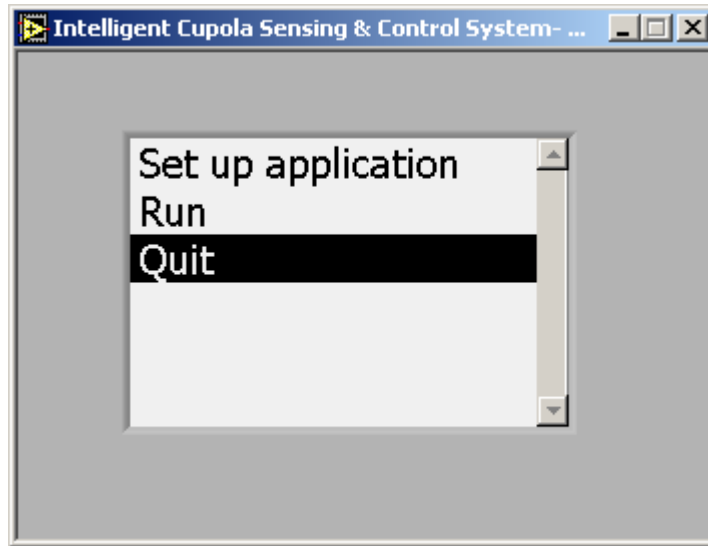 Intelligent Cupola Sensing & Control System- ...
Set up application
Run
Quit